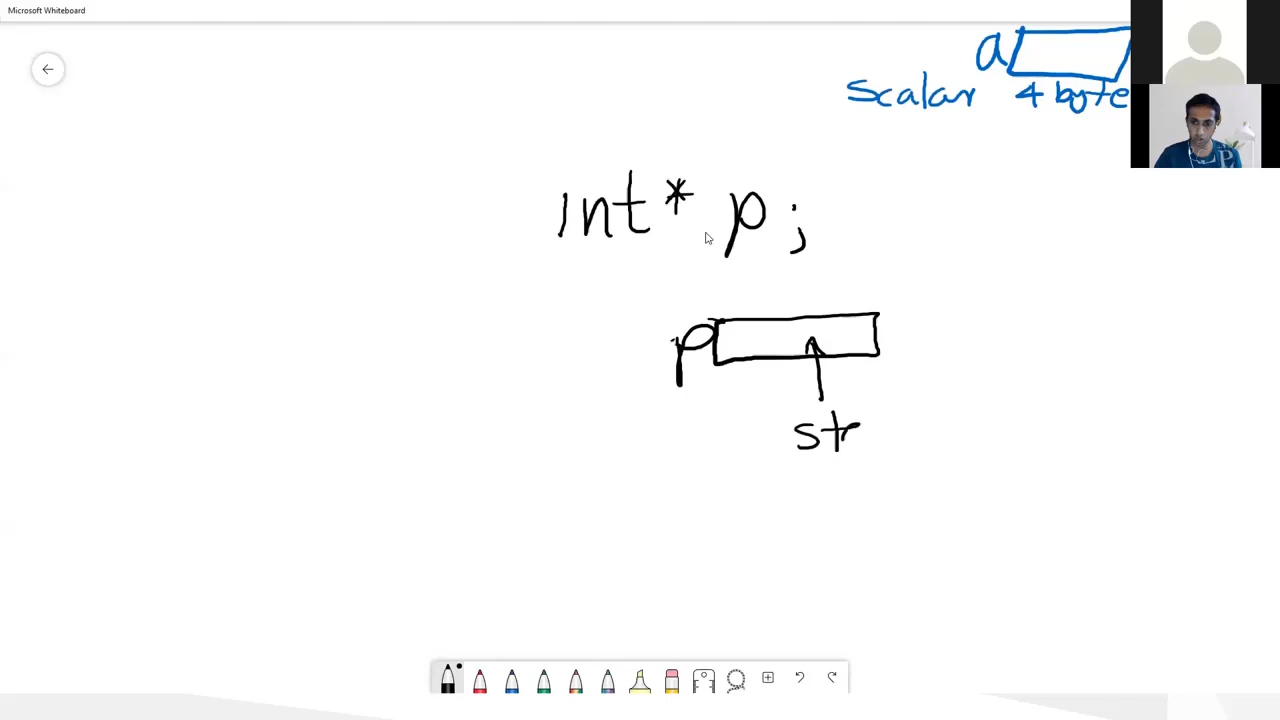 Microsoft Whiteboard
a
Scalar 4 byte
int* p;
p
str